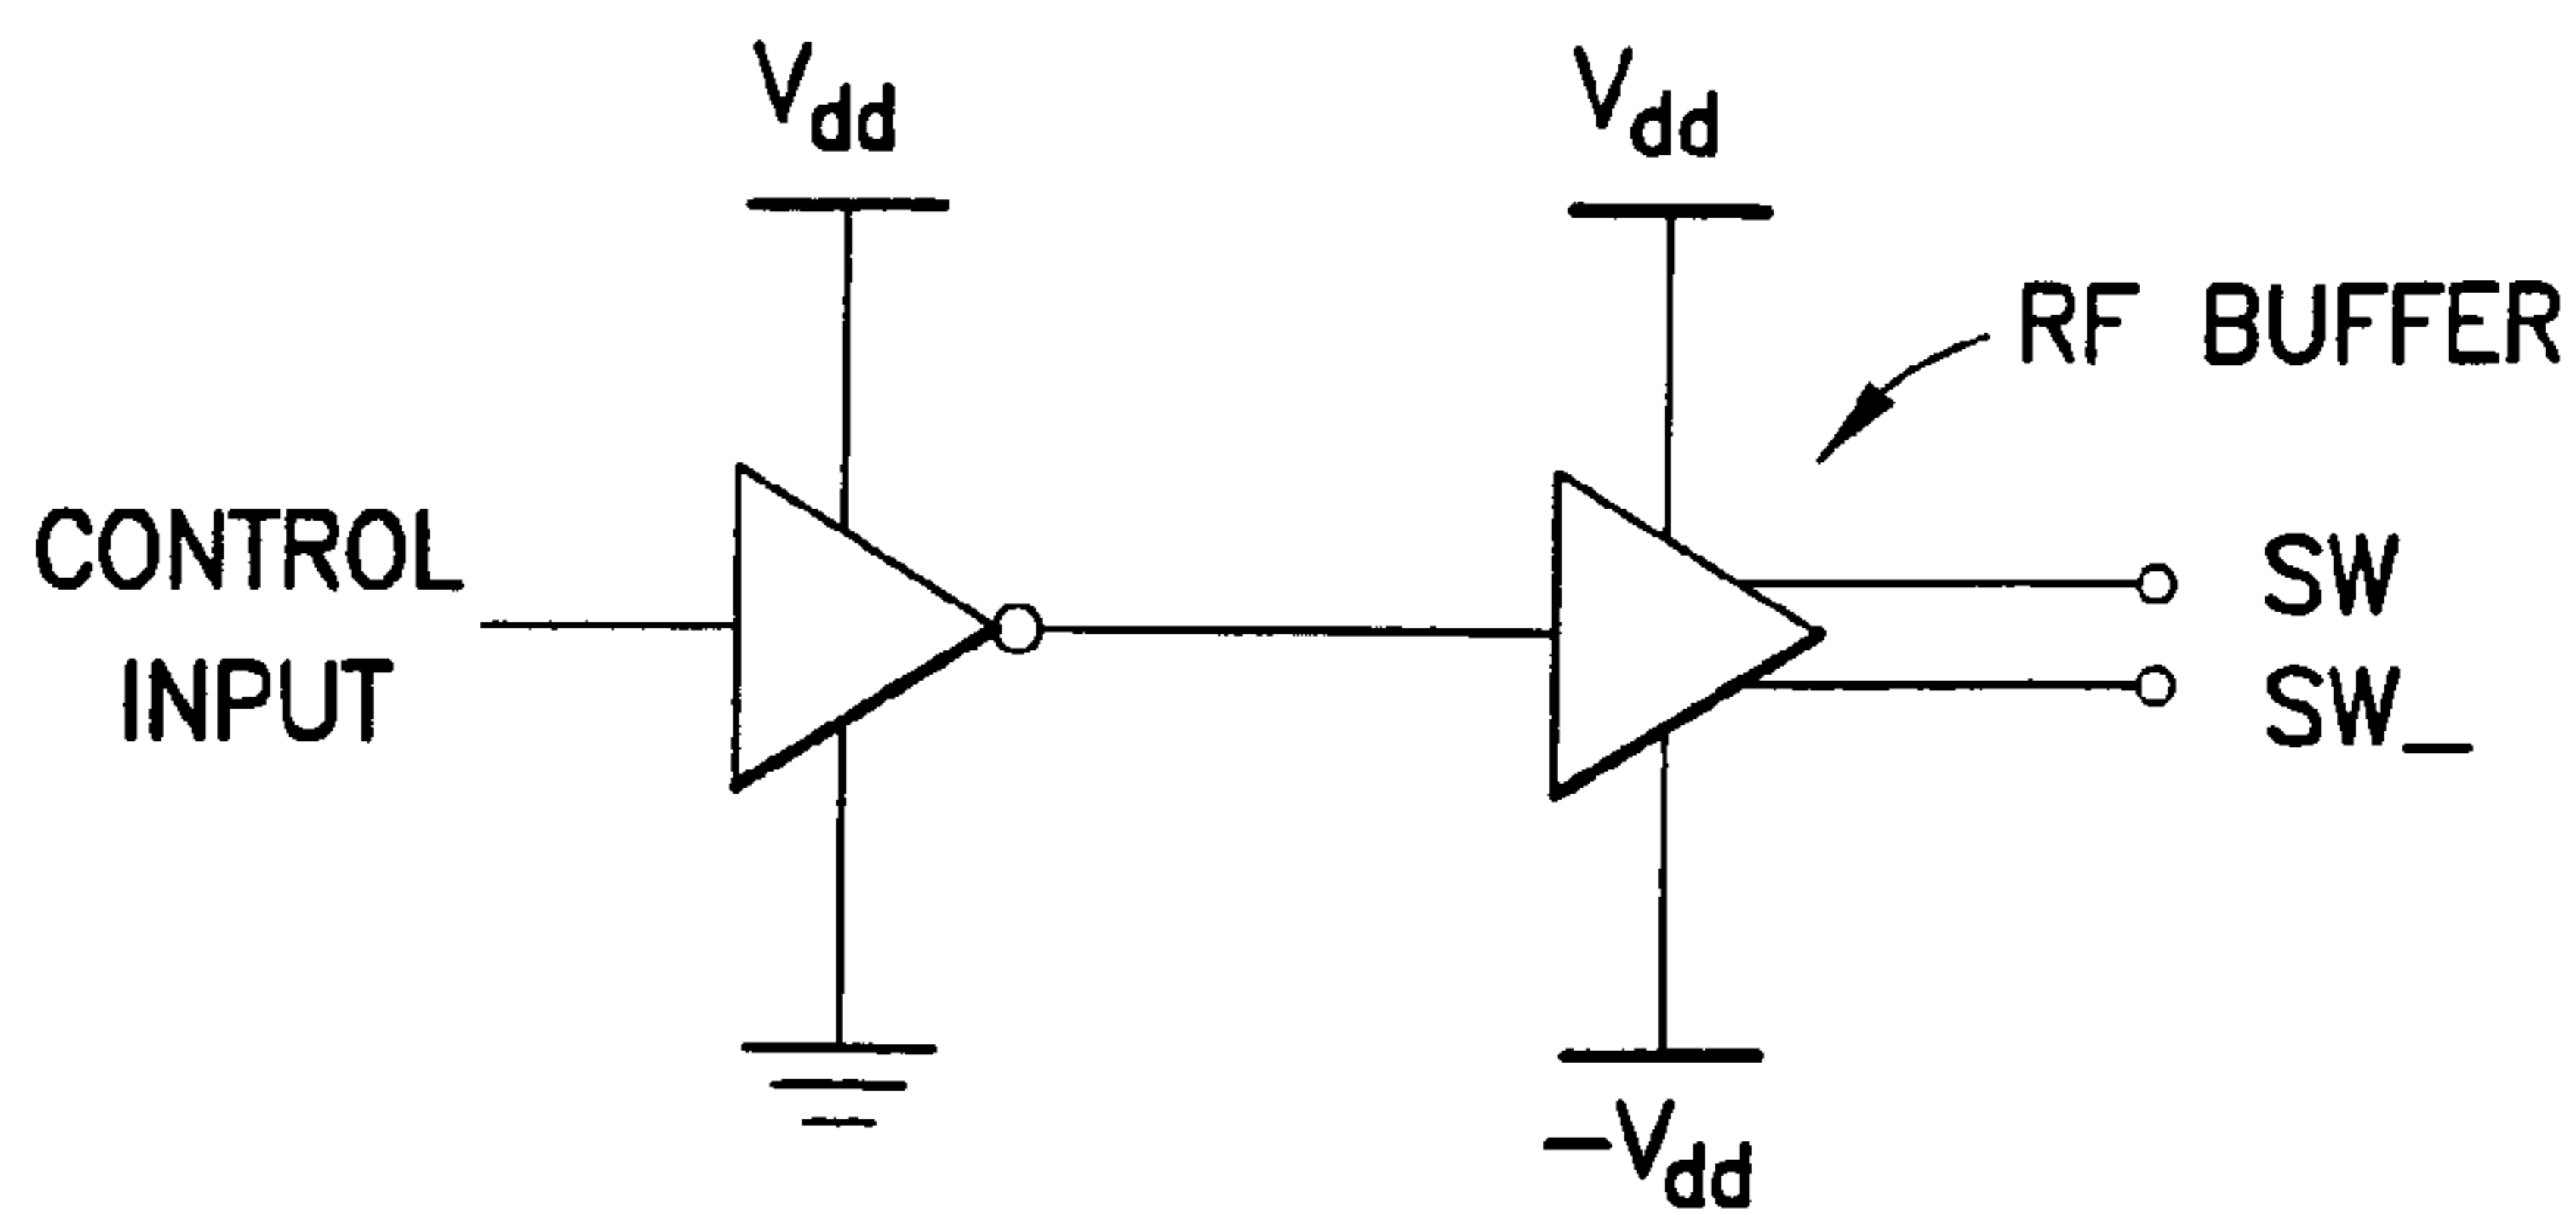 Vdd
Vdd
RF BUFFER
CONTROL
INPUT
SW
SW_
-Vdd